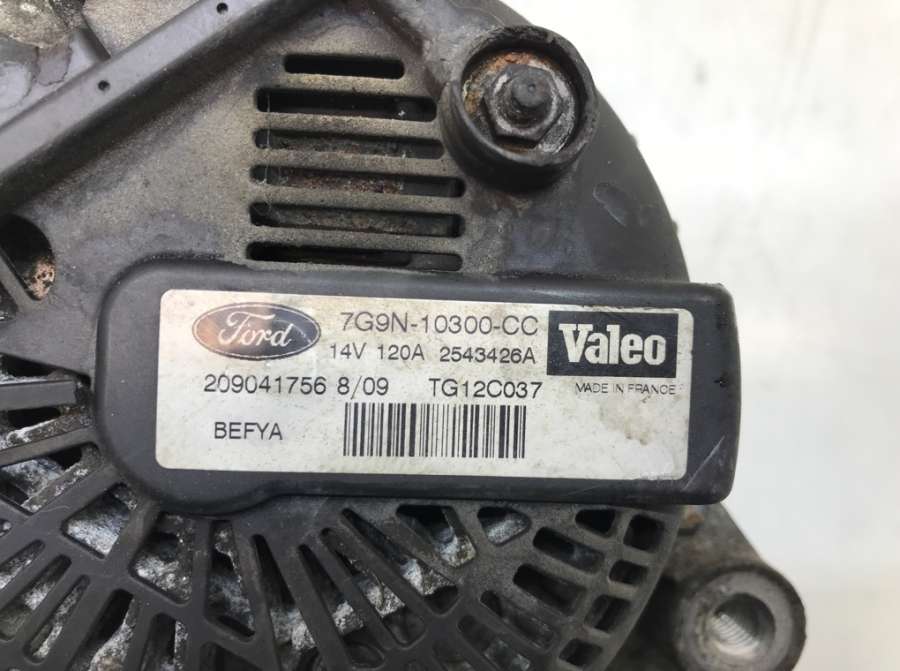 Ford 7G9N-10300-CC Valeo
14V 120A 2543426A
209041756 8/09 TG12C037 MADE IN FRANCE
BEFYA